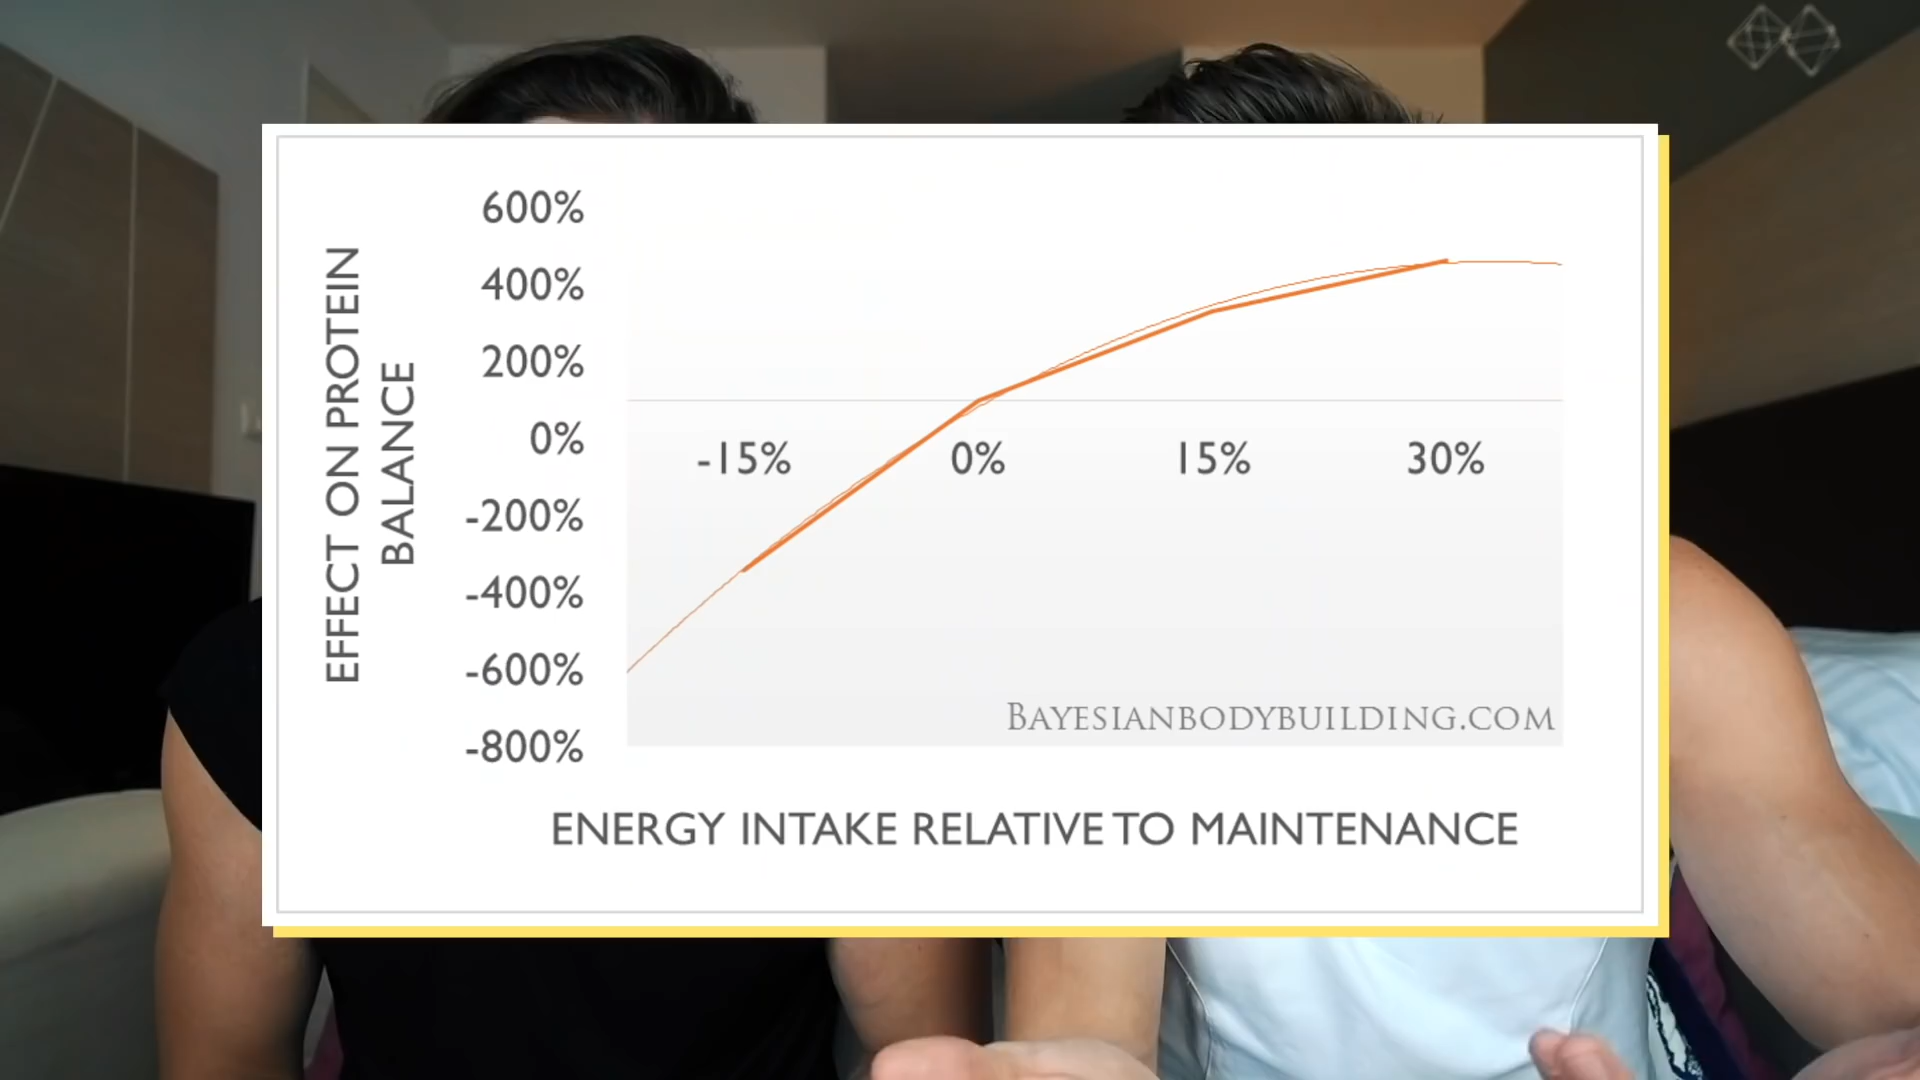 EFFECT ON PROTEIN
BALANCE
600%
400%
200%
0%
-200%
-400%
-600%
-800%
-15% 0% 15% 30%
BAYESIANBODYBUILDING.COM
ENERGY INTAKE RELATIVE TO MAINTENANCE